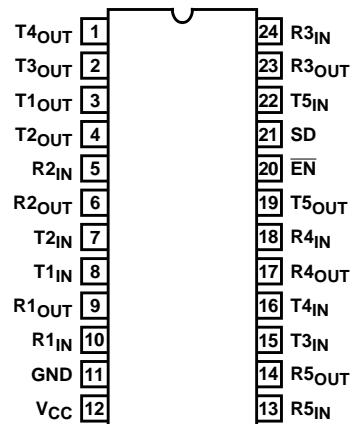 T4OUT 1 24 R3IN
T3OUT 2 23 R3OUT
T1OUT 3 22 T5IN
T2OUT 4 21 SD
R2IN 5 20 E̅N̅
R2OUT 6 19 T5OUT
T2IN 7 18 R4IN
T1IN 8 17 R4OUT
R1OUT 9 16 T4IN
R1IN 10 15 T3IN
GND 11 14 R5OUT
VCC 12 13 R5IN